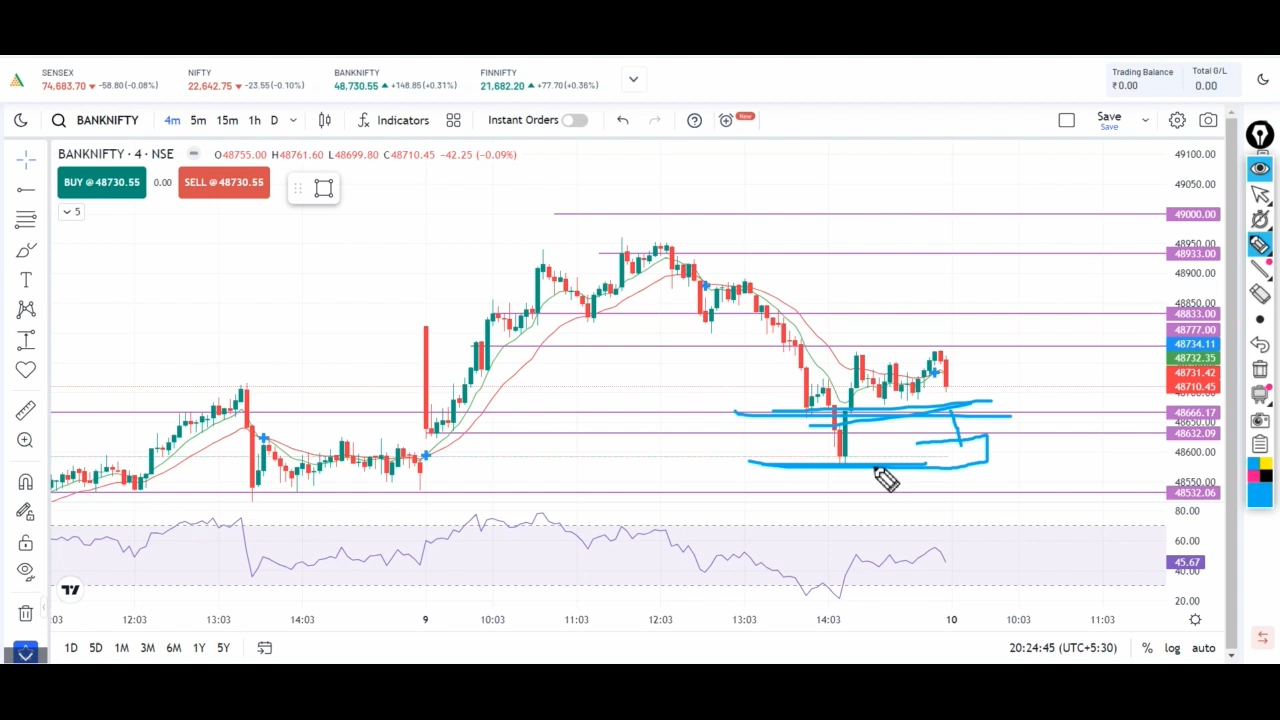 SENSEX
74,683.70 -58.80(-0.08%)
NIFTY
22,642.75 -23.55(-0.10%)
BANKNIFTY
48,730.55 +148.85(+0.31%)
FINNIFTY
21,682.20 +77.70(+0.36%)
Trading Balance
₹ 0.00
Total G/L
0.00
BANKNIFTY 4m 5m 15m 1h D Indicators Instant Orders New Save
Save
BANKNIFTY · 4 · NSE O48755.00 H48761.60 L48699.80 C48710.45 -42.25 (-0.09%)
BUY @ 48730.55 0.00 SELL @ 48730.55
5
49100.00
49050.00
49000.00
48950.00
48933.00
48900.00
48850.00
48833.00
48777.00
48734.11
48732.35
48731.42
48710.45
48666.17
48632.09
48600.00
48550.00
48532.06
80.00
60.00
45.67
40.00
20.00
:03 12:03 13:03 14:03 9 10:03 11:03 12:03 13:03 14:03 10 10:03 11:03
1D 5D 1M 3M 6M 1Y 5Y 20:24:45 (UTC+5:30) % log auto